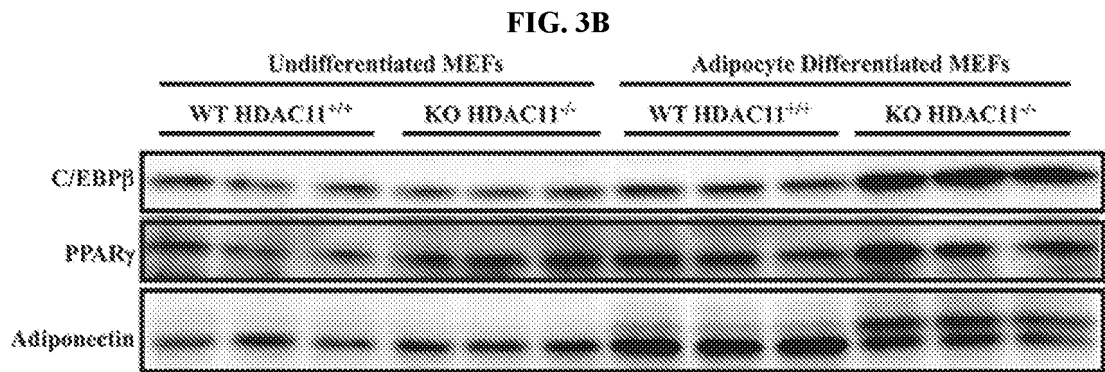 FIG. 3B
Undifferentiated MEFs Adipocyte Differentiated MEFs
WT HDAC11+/+ KO HDAC11-/- WT HDAC11+/+ KO HDAC11-/-
C/EBPβ
PPARγ
Adiponectin